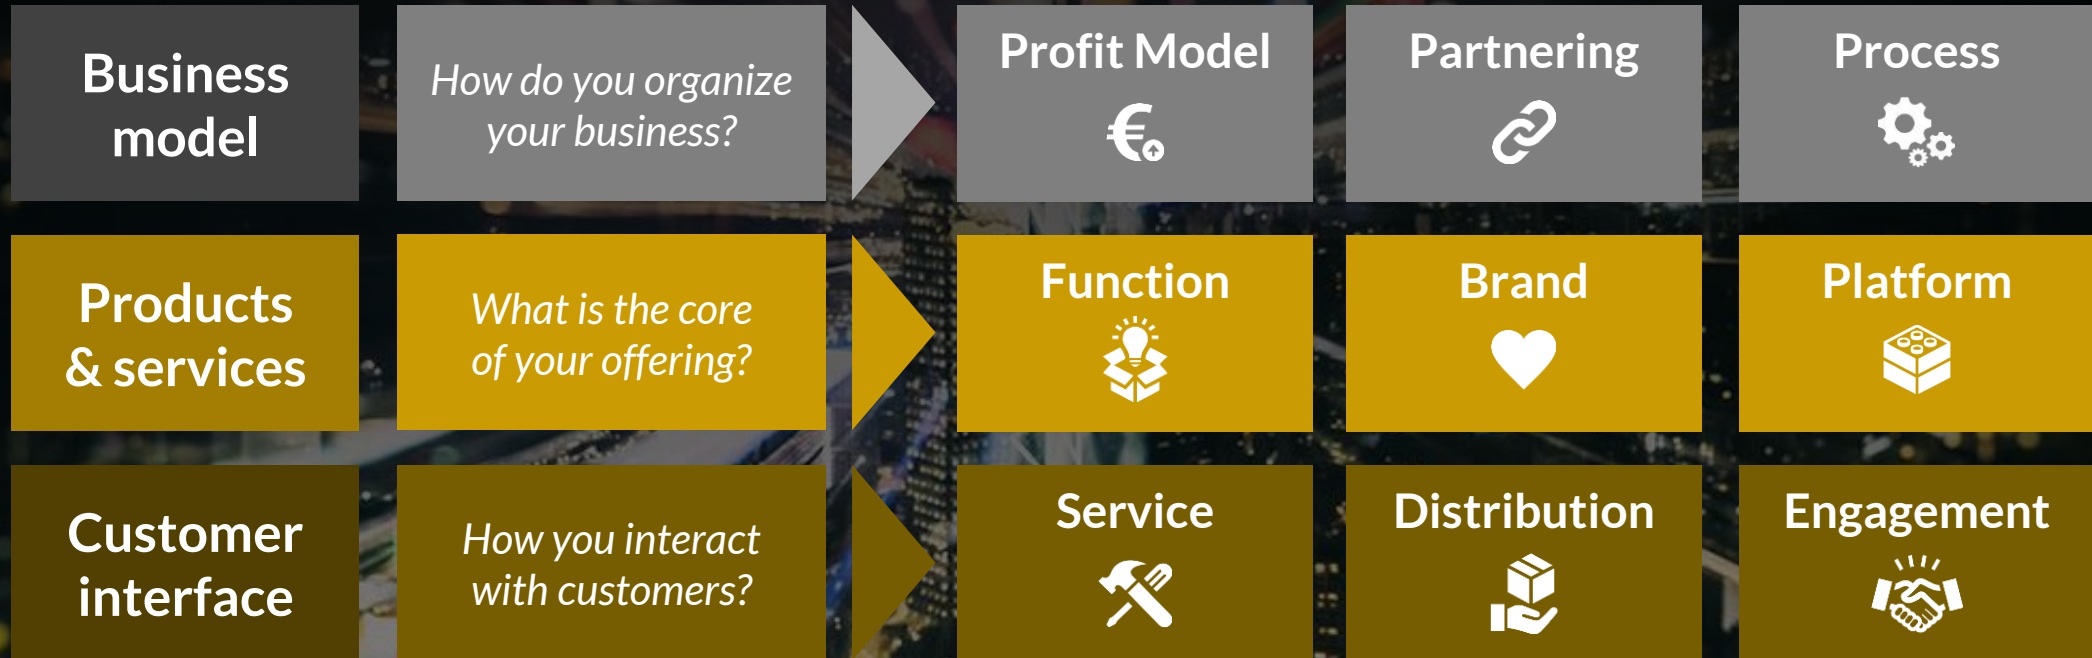 Business
model
How do you organize
your business?
Profit Model
Partnering
Process
Products
& services
What is the core
of your offering?
Function
Brand
Platform
Customer
interface
How you interact
with customers?
Service
Distribution
Engagement